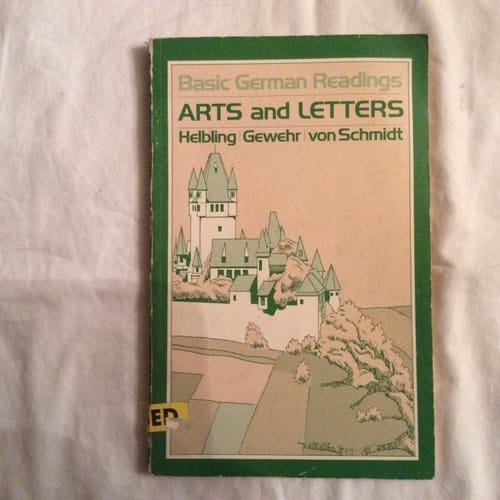 Basic German Readings
ARTS and LETTERS
Helbling | Gewehr | von Schmidt
ED